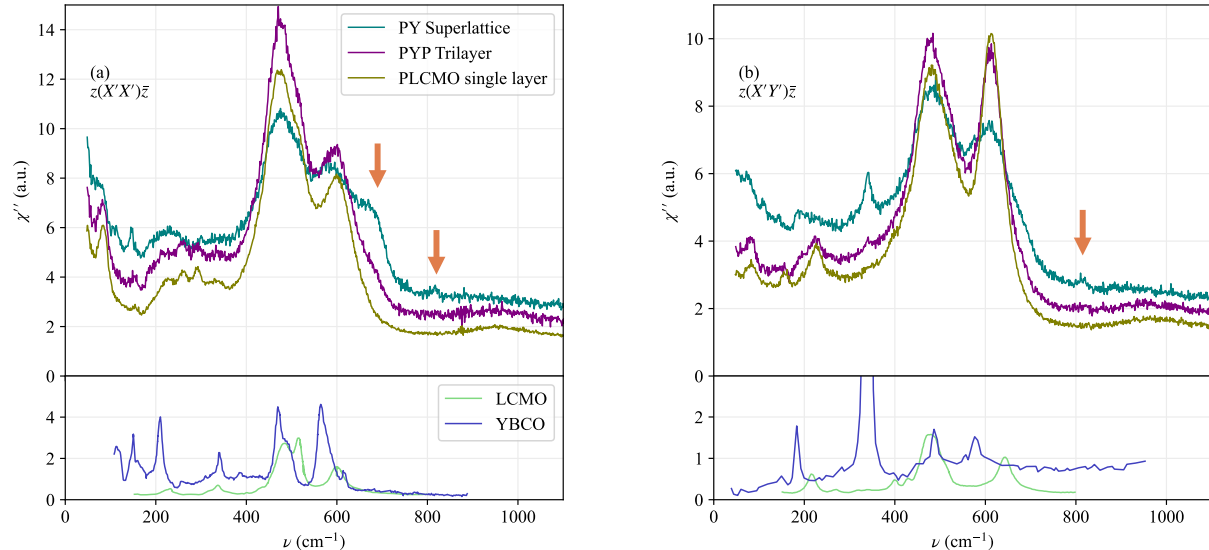 14
12
10
8
6
4
2
0
χ′′ (a.u.)
(a)
z(X′X′)z̄
PY Superlattice
PYP Trilayer
PLCMO single layer
4
2
0
LCMO
YBCO
0 200 400 600 800 1000
ν (cm⁻¹)
10
8
6
4
2
0
χ′′ (a.u.)
(b)
z(X′Y′)z̄
2
1
0
0 200 400 600 800 1000
ν (cm⁻¹)